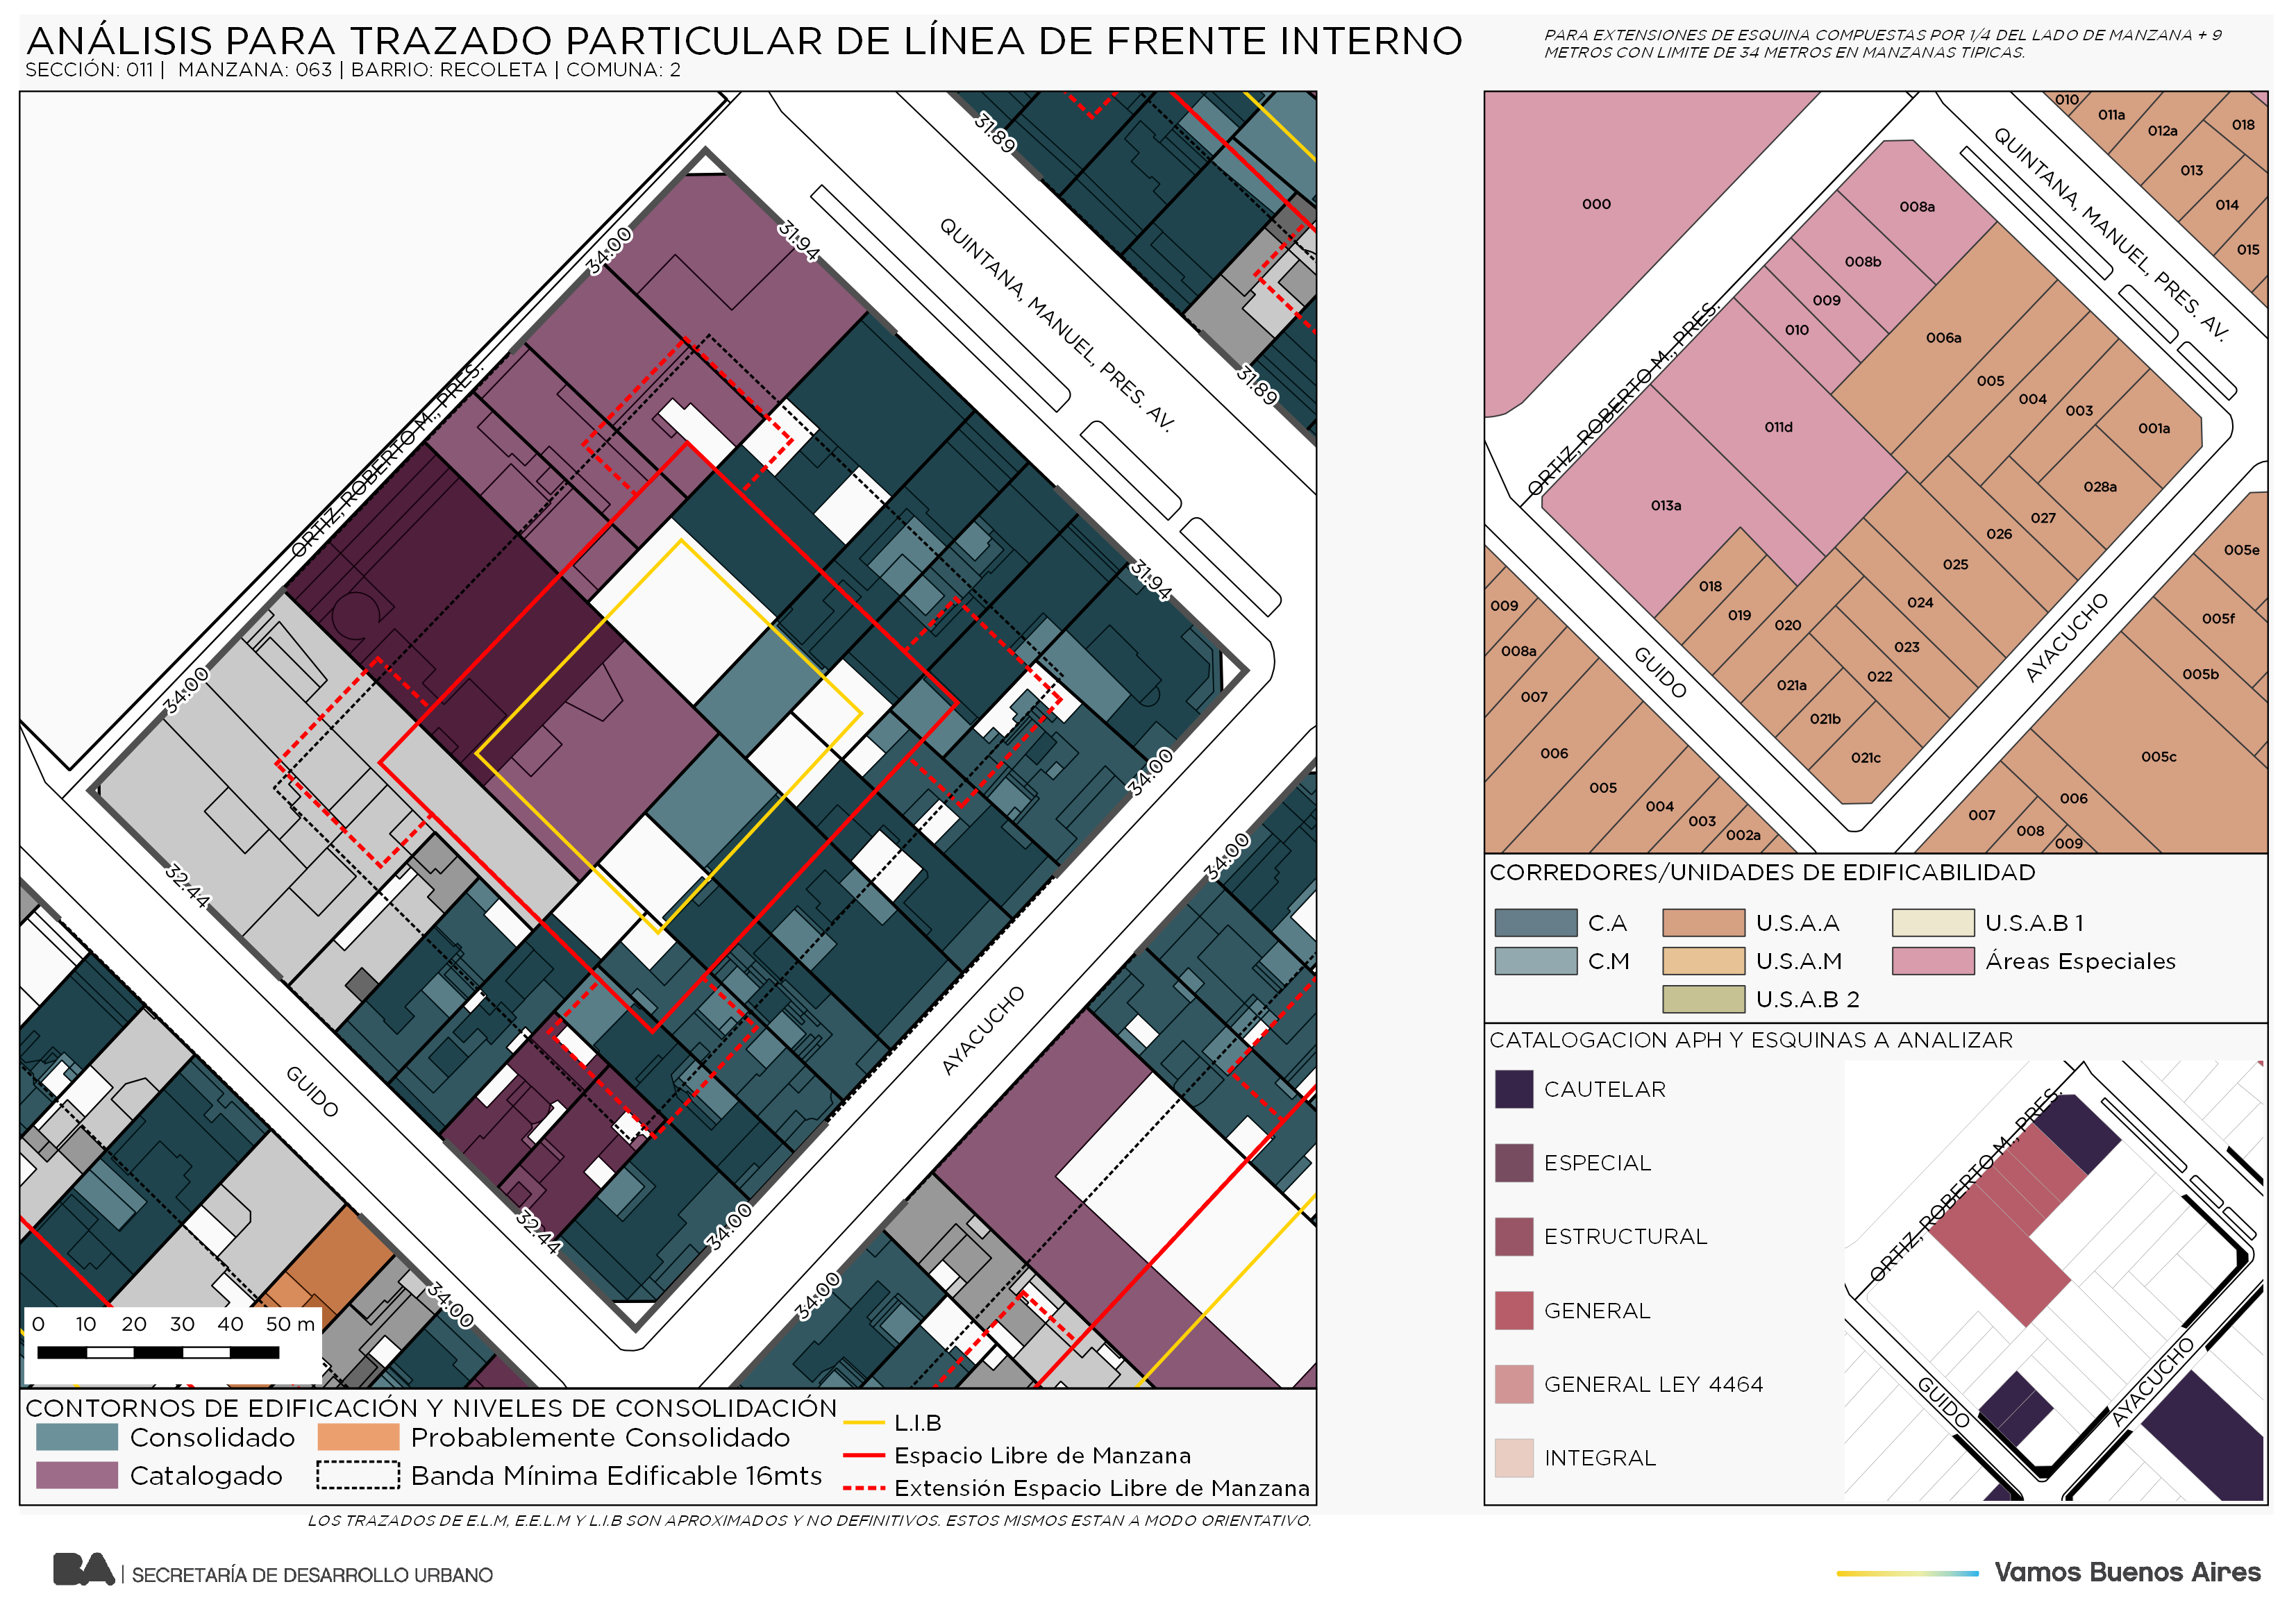 ANÁLISIS PARA TRAZADO PARTICULAR DE LÍNEA DE FRENTE INTERNO
SECCIÓN: 011 | MANZANA: 063 | BARRIO: RECOLETA | COMUNA: 2
PARA EXTENSIONES DE ESQUINA COMPUESTAS POR 1/4 DEL LADO DE MANZANA + 9
METROS CON LIMITE DE 34 METROS EN MANZANAS TIPICAS.
31.89
34.00
31.94
QUINTANA, MANUEL, PRES. AV.
31.89
ORTIZ, ROBERTO M., PRES.
31.94
34.00
34.00
32.44
34.00
AYACUCHO
GUIDO
32.44
34.00
34.00
34.00
0 10 20 30 40 50 m
CONTORNOS DE EDIFICACIÓN Y NIVELES DE CONSOLIDACIÓN
Consolidado
Probablemente Consolidado
Catalogado
Banda Mínima Edificable 16mts
L.I.B
Espacio Libre de Manzana
Extensión Espacio Libre de Manzana
LOS TRAZADOS DE E.L.M, E.E.L.M Y L.I.B SON APROXIMADOS Y NO DEFINITIVOS. ESTOS MISMOS ESTAN A MODO ORIENTATIVO.
010
011a
012a
018
013
014
015
QUINTANA, MANUEL, PRES. AV.
000
008a
008b
009
010
006a
005
004
003
001a
011d
013a
028a
027
026
025
024
023
022
018
019
020
021a
021b
021c
ORTIZ, ROBERTO M., PRES.
GUIDO
AYACUCHO
009
008a
007
006
005
004
003
002a
005e
005f
005b
005c
006
007
008
009
CORREDORES/UNIDADES DE EDIFICABILIDAD
C.A
U.S.A.A
U.S.A.B 1
C.M
U.S.A.M
Áreas Especiales
U.S.A.B 2
CATALOGACION APH Y ESQUINAS A ANALIZAR
CAUTELAR
ESPECIAL
ESTRUCTURAL
GENERAL
GENERAL LEY 4464
INTEGRAL
ORTIZ, ROBERTO M., PRES.
GUIDO
AYACUCHO
BA | SECRETARÍA DE DESARROLLO URBANO
Vamos Buenos Aires